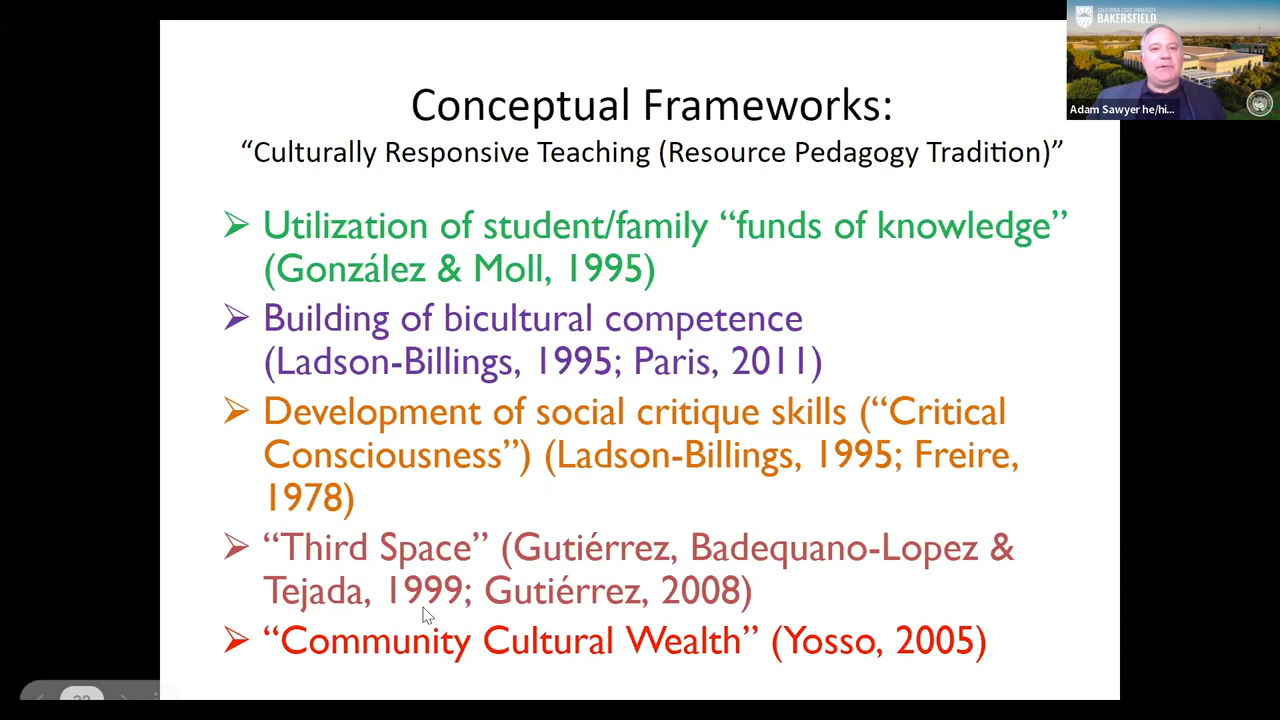 CALIFORNIA STATE UNIVERSITY
BAKERSFIELD
Adam Sawyer he/hi...
Conceptual Frameworks:
“Culturally Responsive Teaching (Resource Pedagogy Tradition)”
➢ Utilization of student/family “funds of knowledge”
(González & Moll, 1995)
➢ Building of bicultural competence
(Ladson-Billings, 1995; Paris, 2011)
➢ Development of social critique skills (“Critical
Consciousness”) (Ladson-Billings, 1995; Freire,
1978)
➢ “Third Space” (Gutiérrez, Badequano-Lopez &
Tejada, 1999; Gutiérrez, 2008)
➢ “Community Cultural Wealth” (Yosso, 2005)